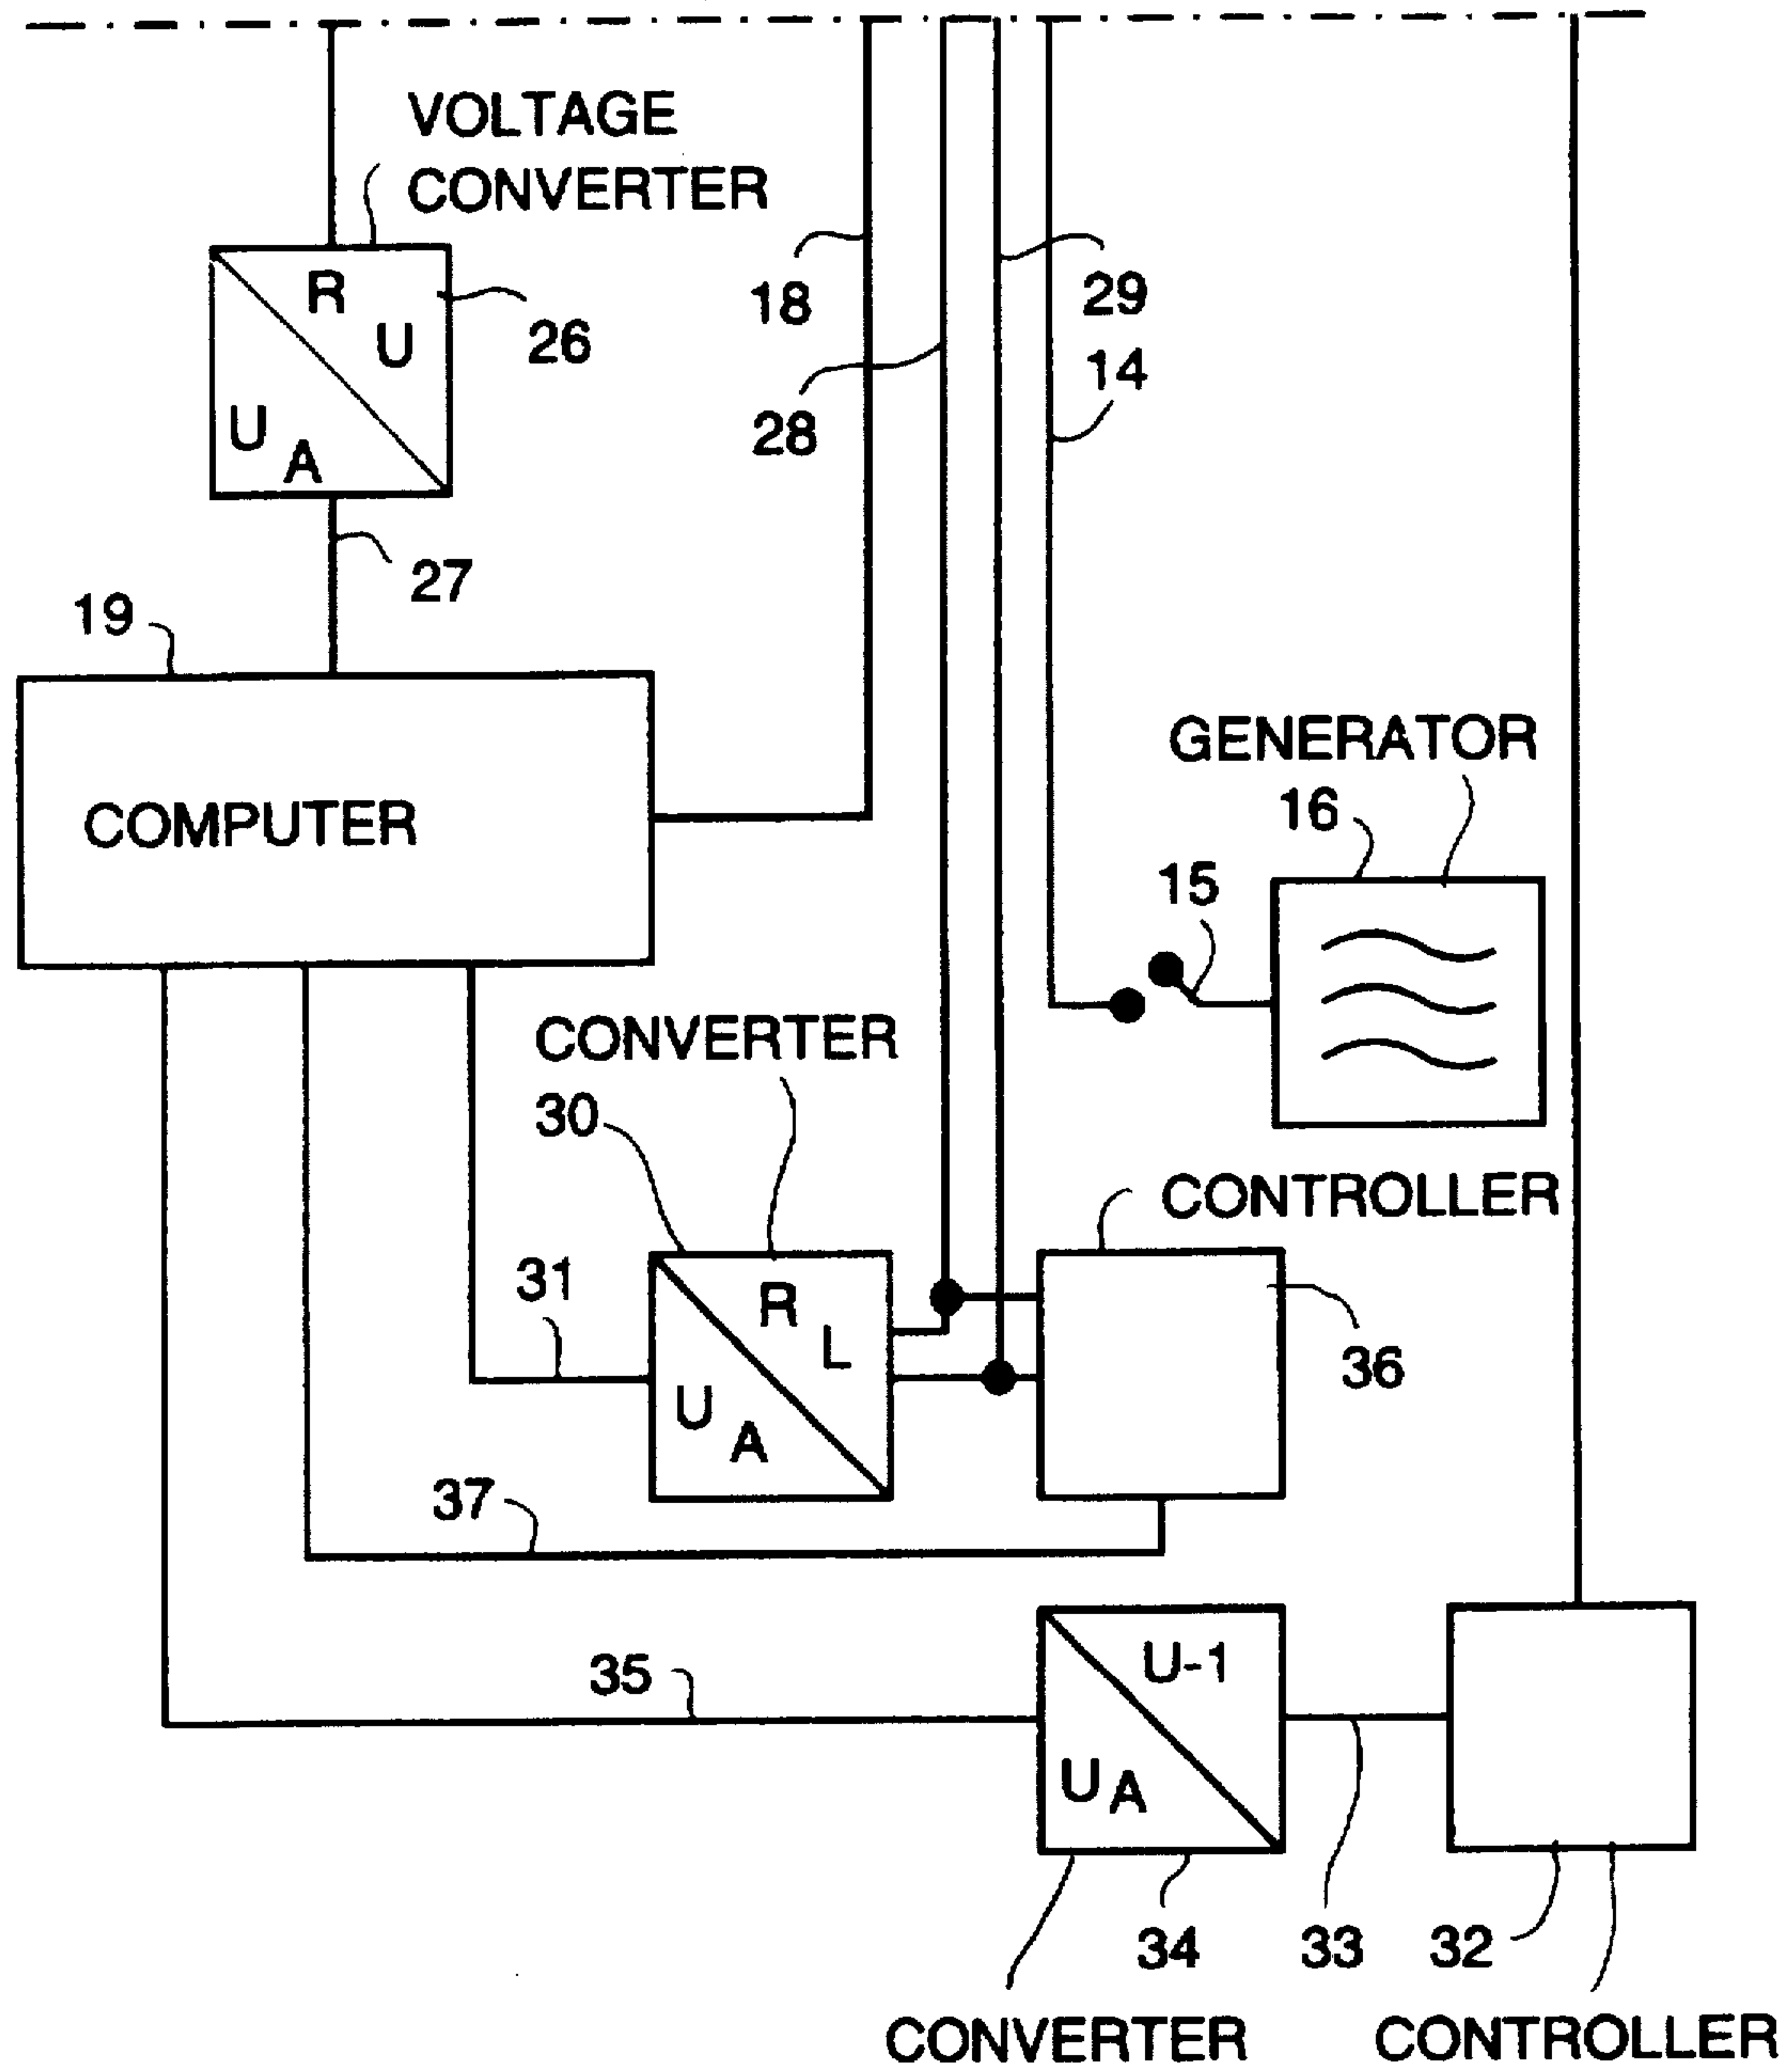 VOLTAGE
CONVERTER
R
U
26
U
A
18
29
28
14
27
19
COMPUTER
GENERATOR
16
15
CONVERTER
30
CONTROLLER
31
R
L
36
U
A
37
35
U-1
U
A
34
33
32
CONVERTER
CONTROLLER